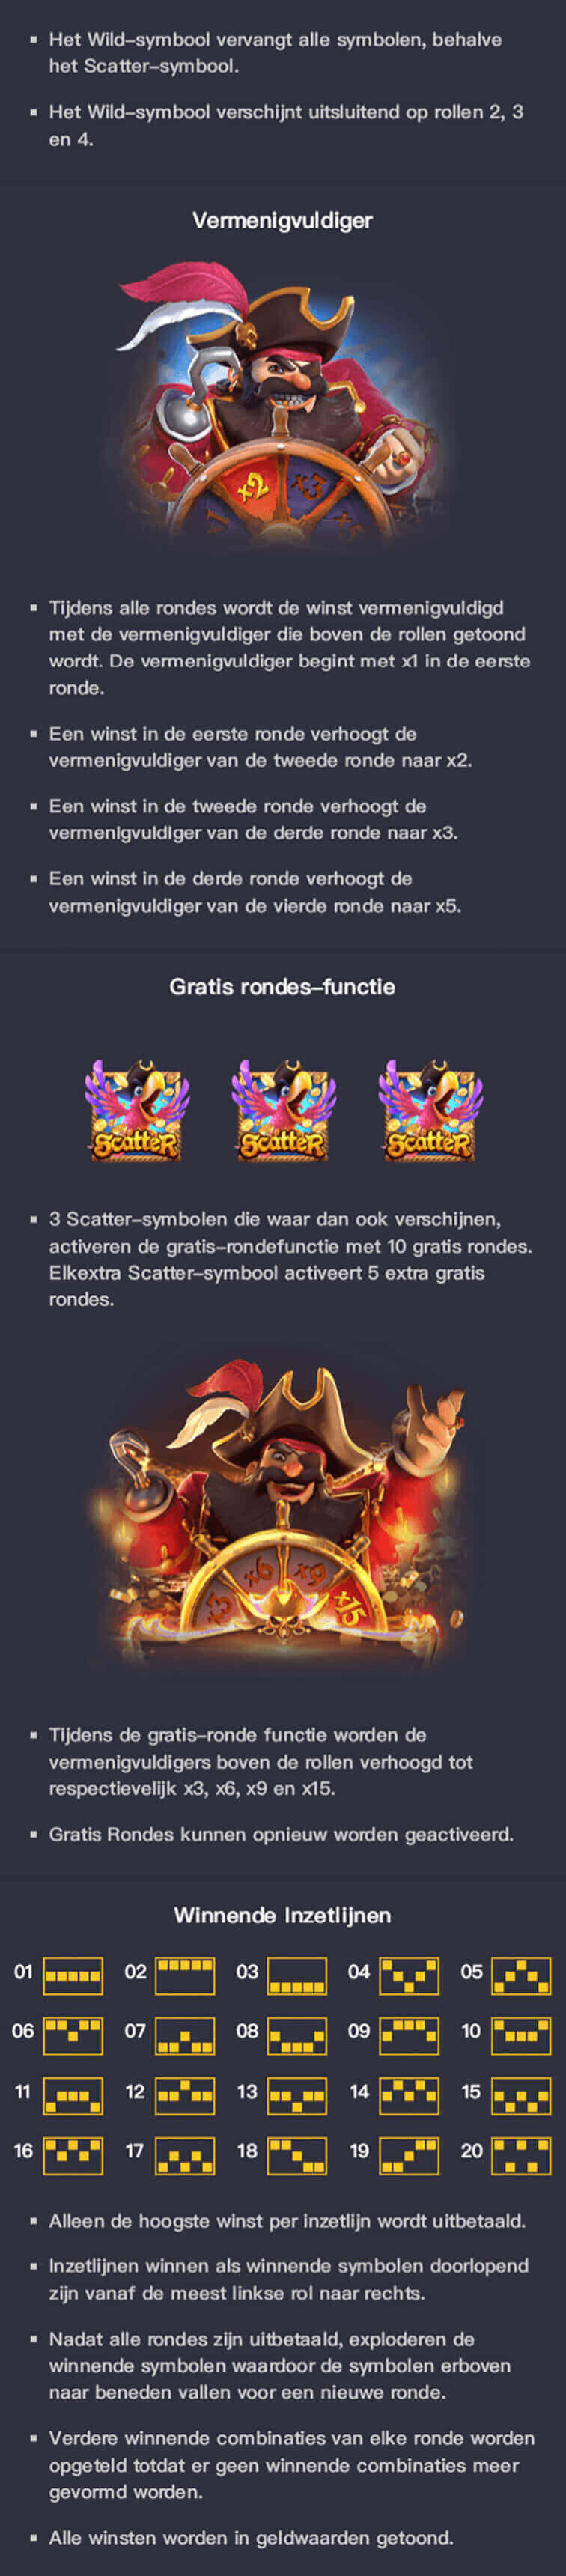 ▪ Het Wild–symbool vervangt alle symbolen, behalve
het Scatter–symbool.
▪ Het Wild–symbool verschijnt uitsluitend op rollen 2, 3
en 4.
Vermenigvuldiger
x2 x3 x5
▪ Tijdens alle rondes wordt de winst vermenigvuldigd
met de vermenigvuldiger die boven de rollen getoond
wordt. De vermenigvuldiger begint met x1 in de eerste
ronde.
▪ Een winst in de eerste ronde verhoogt de
vermenigvuldiger van de tweede ronde naar x2.
▪ Een winst in de tweede ronde verhoogt de
vermenigvuldiger van de derde ronde naar x3.
▪ Een winst in de derde ronde verhoogt de
vermenigvuldiger van de vierde ronde naar x5.
Gratis rondes–functie
Scatter Scatter Scatter
▪ 3 Scatter–symbolen die waar dan ook verschijnen,
activeren de gratis–rondefunctie met 10 gratis rondes.
Elkextra Scatter–symbool activeert 5 extra gratis
rondes.
x3 x6 x9 x15
▪ Tijdens de gratis–ronde functie worden de
vermenigvuldigers boven de rollen verhoogd tot
respectievelijk x3, x6, x9 en x15.
▪ Gratis Rondes kunnen opnieuw worden geactiveerd.
Winnende Inzetlijnen
01 02 03 04 05
06 07 08 09 10
11 12 13 14 15
16 17 18 19 20
▪ Alleen de hoogste winst per inzetlijn wordt uitbetaald.
▪ Inzetlijnen winnen als winnende symbolen doorlopend
zijn vanaf de meest linkse rol naar rechts.
▪ Nadat alle rondes zijn uitbetaald, exploderen de
winnende symbolen waardoor de symbolen erboven
naar beneden vallen voor een nieuwe ronde.
▪ Verdere winnende combinaties van elke ronde worden
opgeteld totdat er geen winnende combinaties meer
gevormd worden.
▪ Alle winsten worden in geldwaarden getoond.